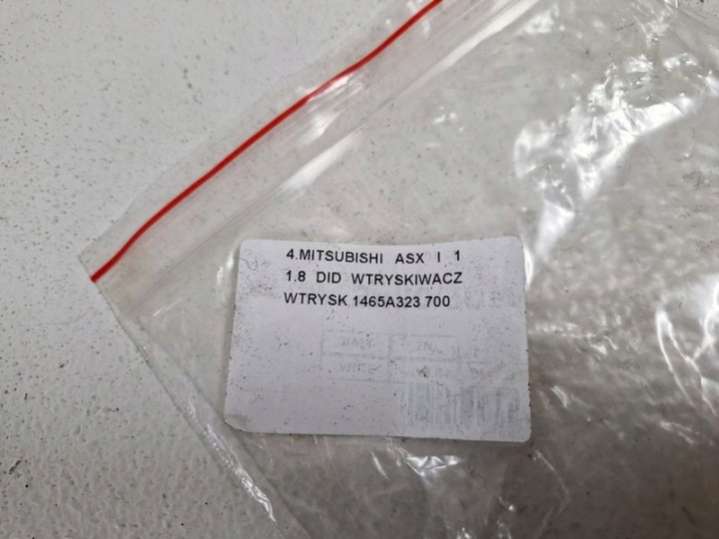 4.MITSUBISHI ASX I 1
1.8 DID WTRYSKIWACZ
WTRYSK 1465A323 700